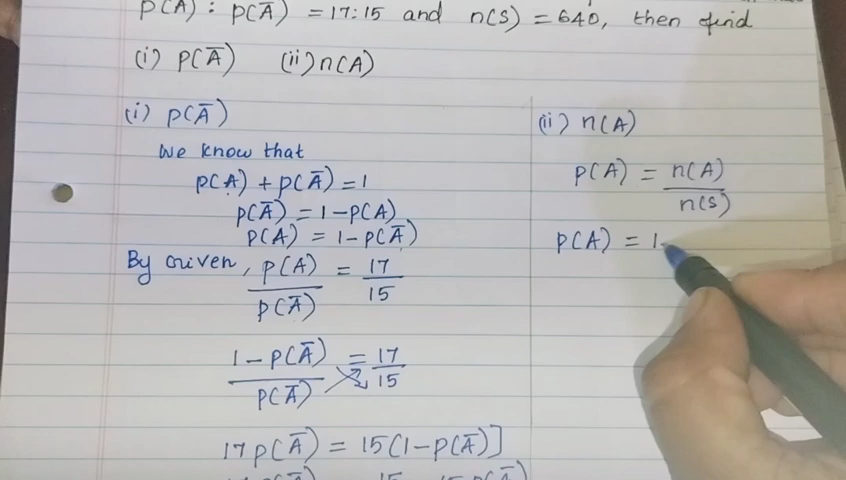 P(A) : P(Ā) = 17:15 and n(S) = 640, then find
(i) P(Ā) (ii) n(A)
(i) P(Ā)
We know that
P(A) + P(Ā) = 1
P(Ā) = 1 - P(A)
P(A) = 1 - P(Ā)
By Given, P(A)/P(Ā) = 17/15
1 - P(Ā)/P(Ā) = 17/15
17 P(Ā) = 15(1 - P(Ā)]
(ii) n(A)
P(A) = n(A)/n(S)
P(A) = 1-